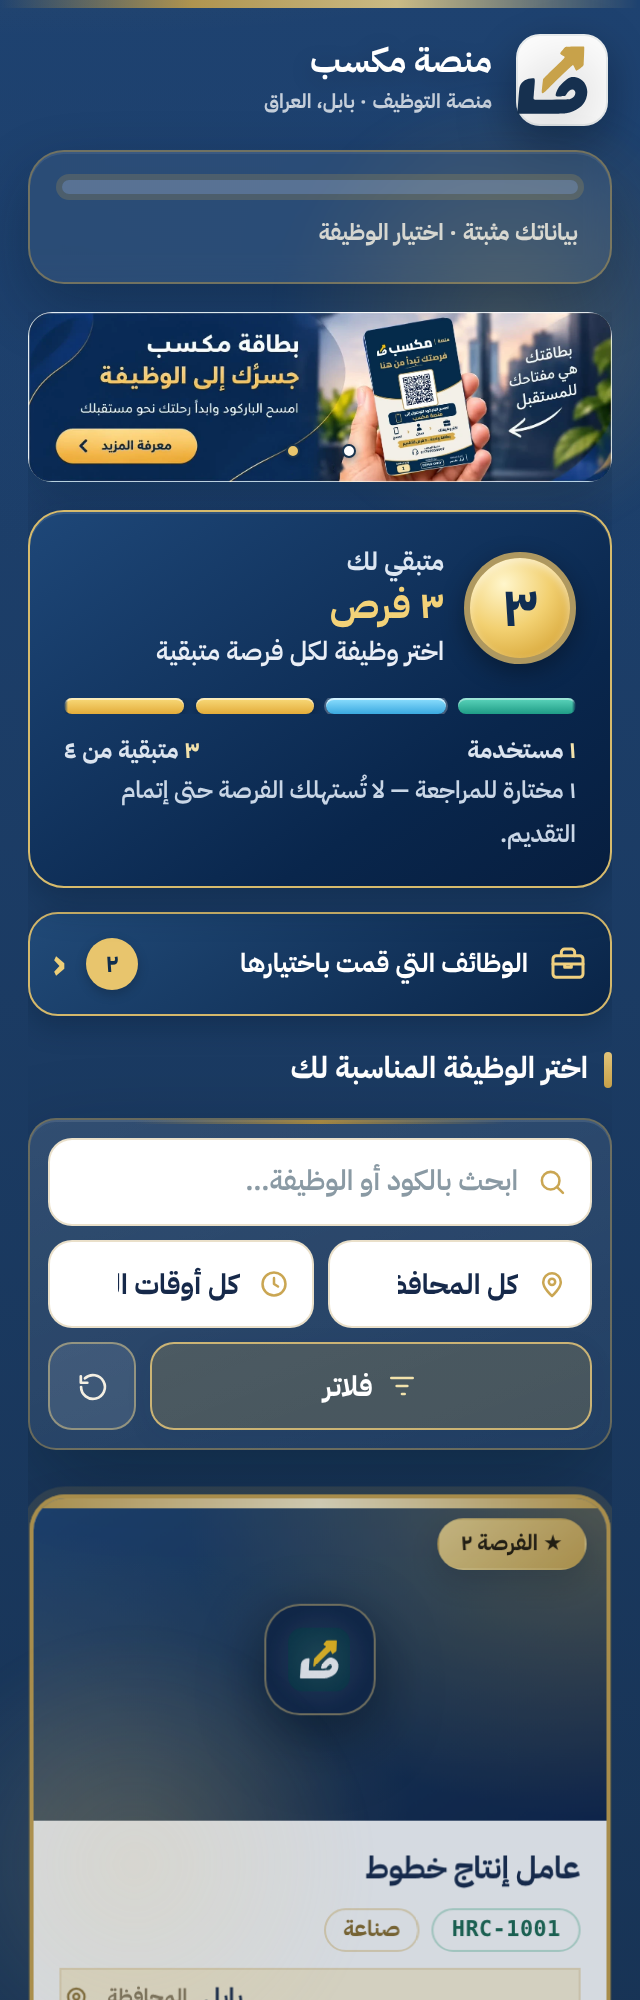 منصة مكسب
منصة التوظيف · بابل، العراق
بياناتك مثبتة · اختيار الوظيفة
بطاقتك
هي مفتاحك
للمستقبل
منصة مكسب
فرصتك تبدأ من هنا
بطاقة مكسب
جسرُك إلى الوظيفة
امسح الباركود وابدأ رحلتك نحو مستقبلك
معرفة المزيد
٣
متبقي لك
٣ فرص
اختر وظيفة لكل فرصة متبقية
١ مستخدمة
٣ متبقية من ٤
١ مختارة للمراجعة — لا تُستهلك الفرصة حتى إتمام
التقديم.
الوظائف التي قمت باختيارها
٢
اختر الوظيفة المناسبة لك
ابحث بالكود أو الوظيفة...
كل المحافظ
كل أوقات ال
فلاتر
★ الفرصة ٢
عامل إنتاج خطوط
HRC-1001
صناعة
المحافظة
بابل